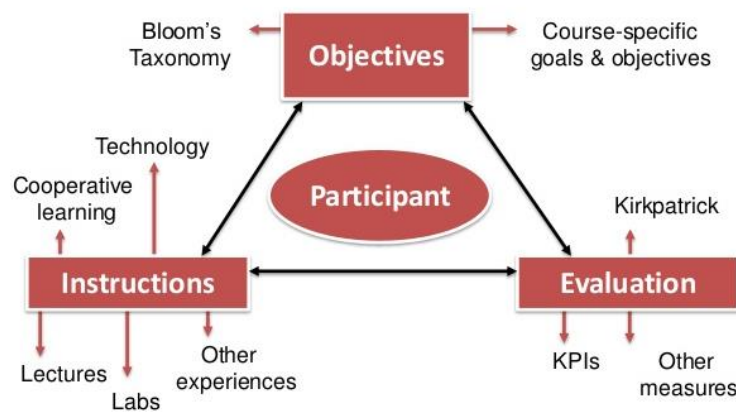 Bloom's
Taxonomy
Objectives
Course-specific
goals & objectives
Technology
Cooperative
learning
Participant
Kirkpatrick
Instructions
Evaluation
Lectures
Labs
Other
experiences
KPIs
Other
measures